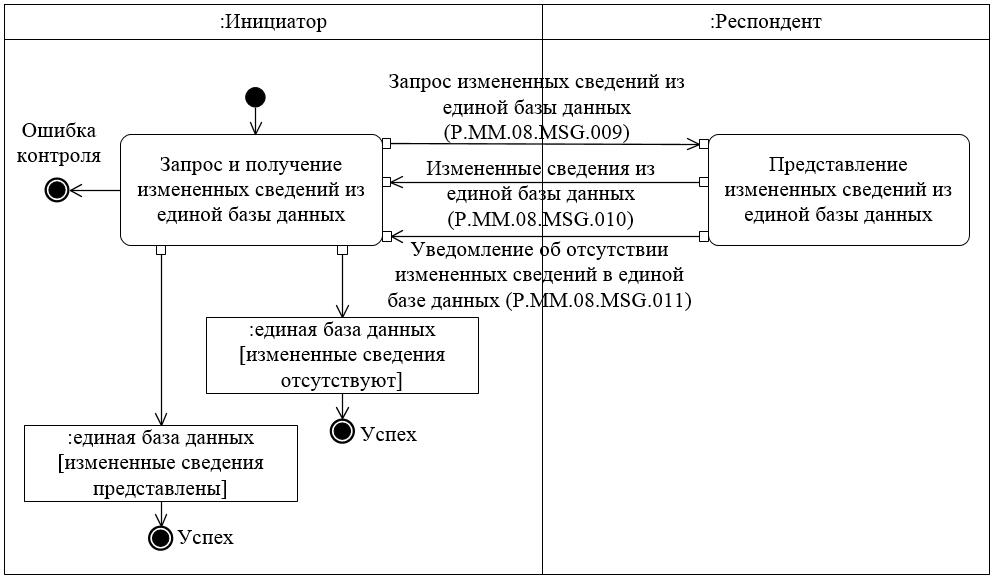 :Инициатор
:Респондент
Запрос измененных сведений из
единой базы данных
(P.MM.08.MSG.009)
Ошибка
контроля
Запрос и получение
измененных сведений из
единой базы данных
Измененные сведения из
единой базы данных
(P.MM.08.MSG.010)
Представление
измененных сведений из
единой базы данных
Уведомление об отсутствии
измененных сведений в единой
базе данных (P.MM.08.MSG.011)
:единая база данных
[измененные сведения
отсутствуют]
Успех
:единая база данных
[измененные сведения
представлены]
Успех